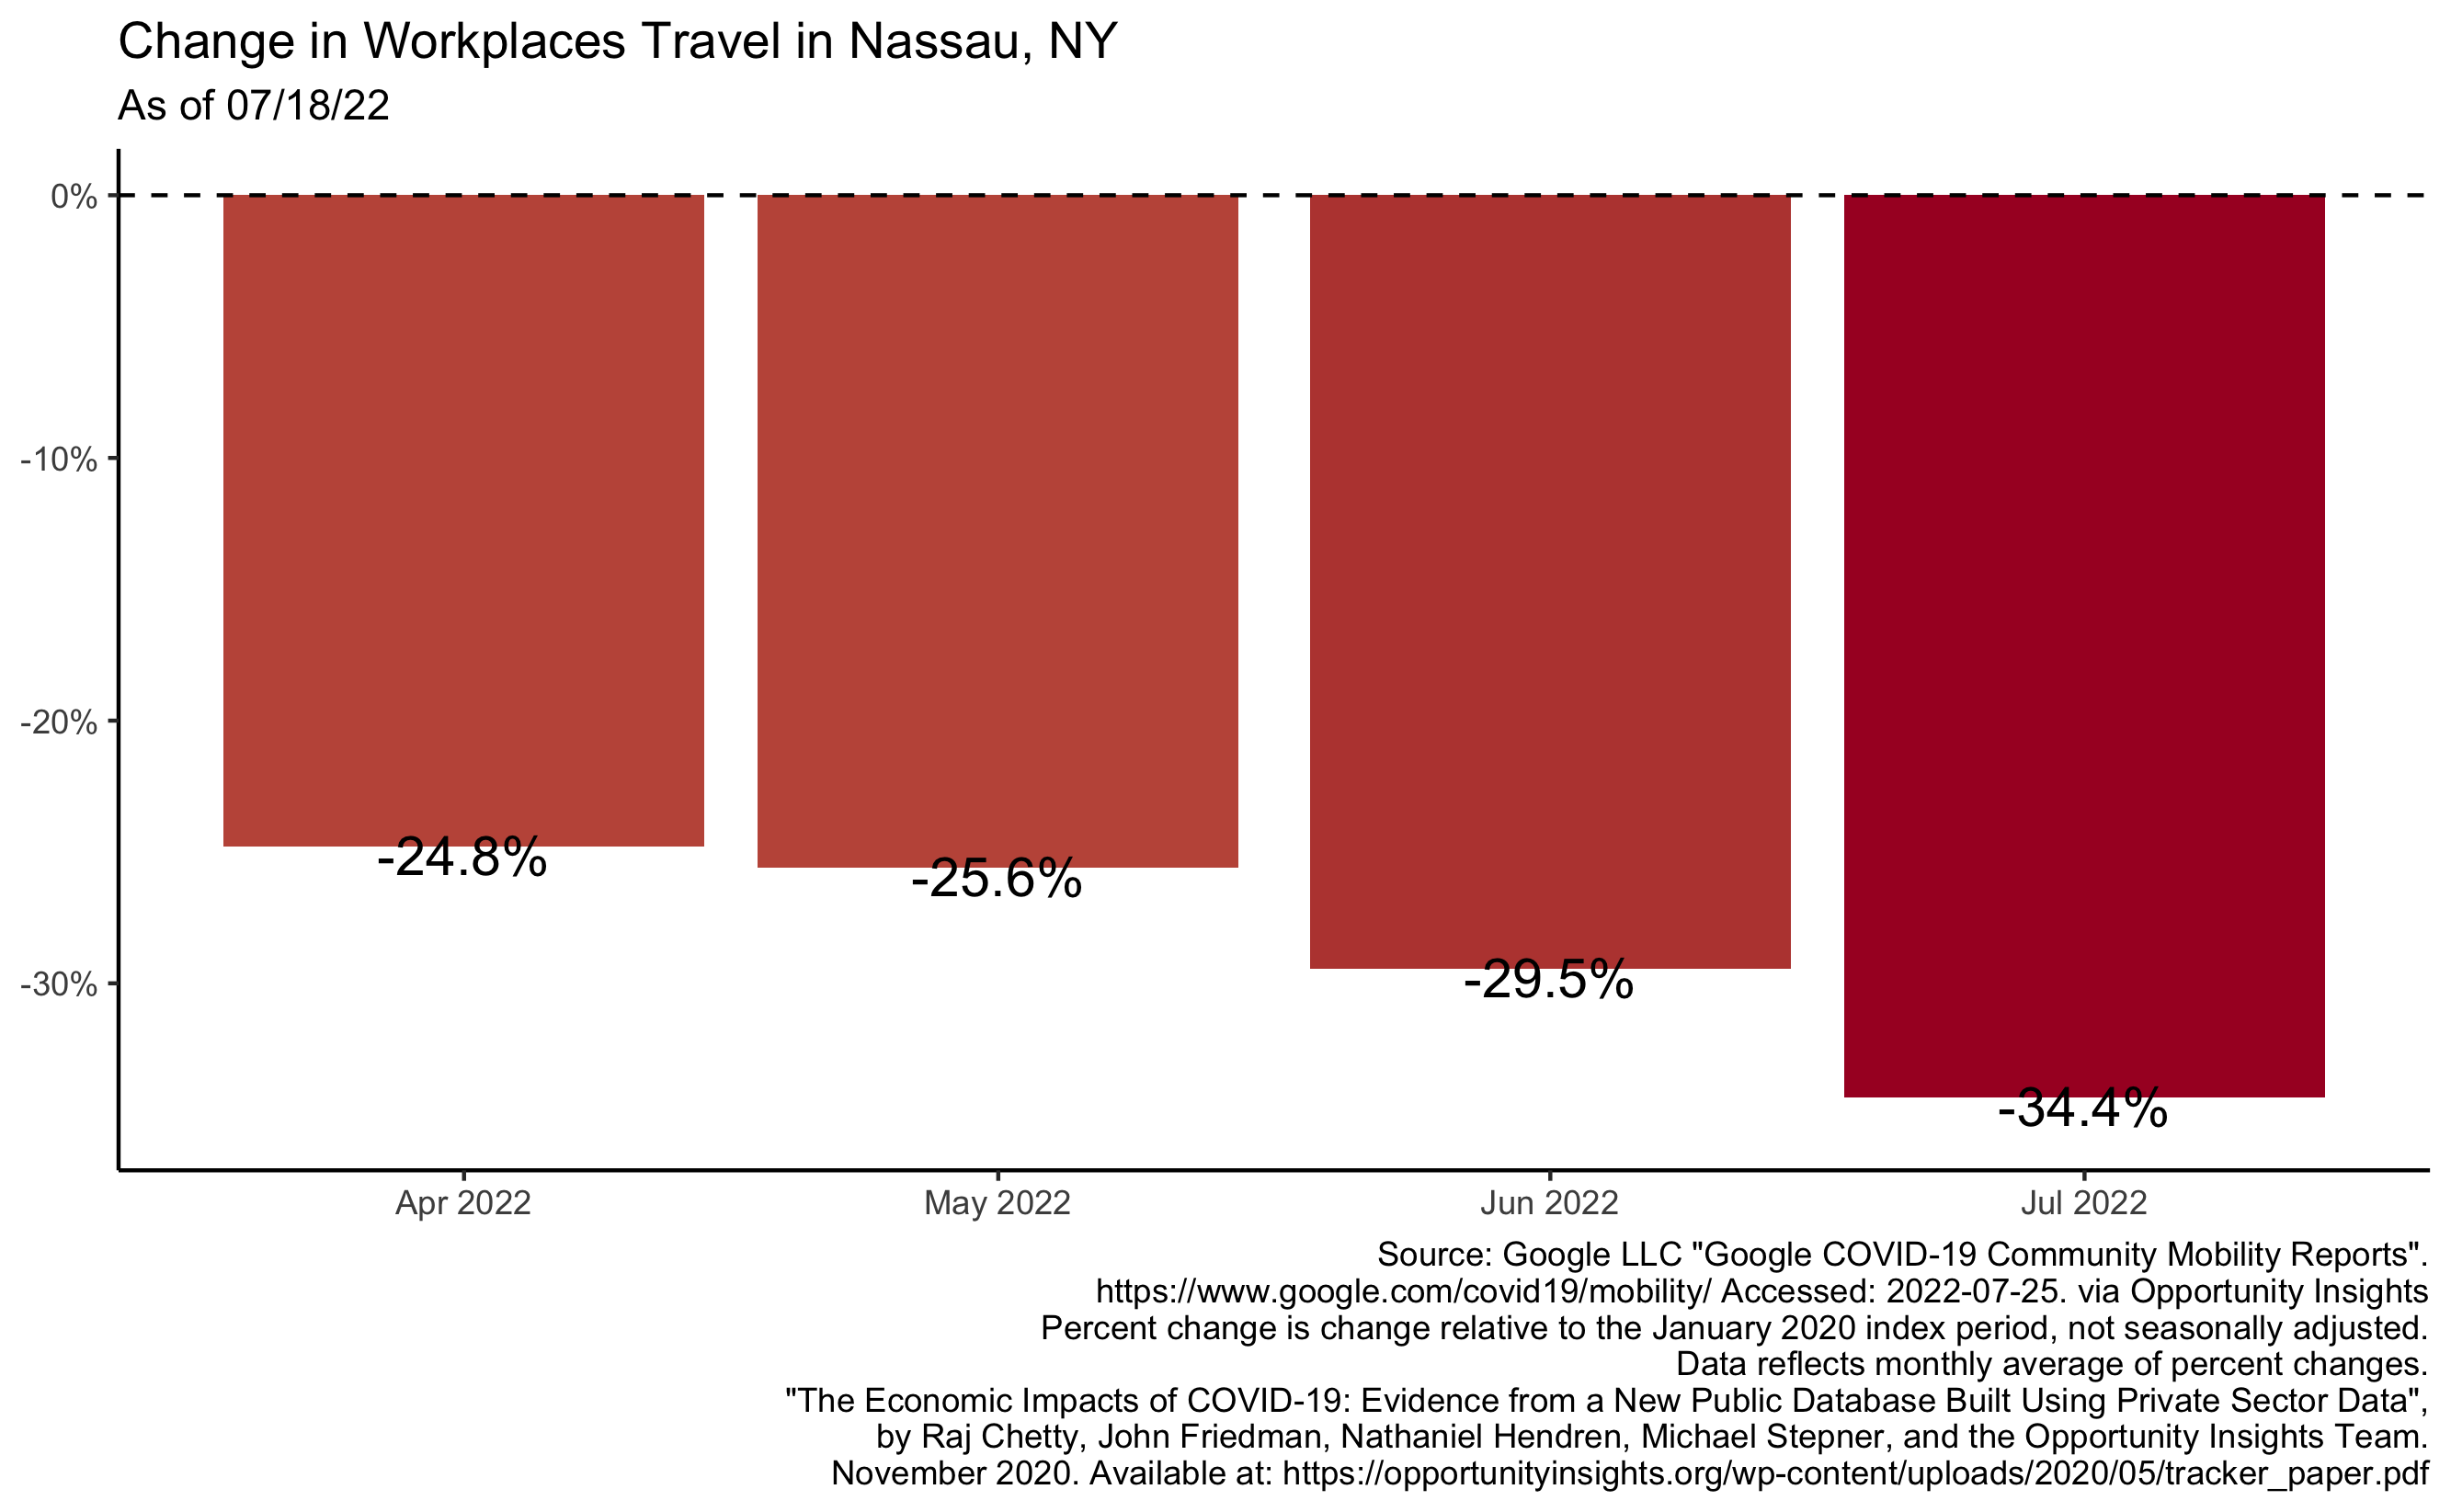 Change in Workplaces Travel in Nassau, NY
As of 07/18/22
0%
-10%
-20%
-30%
-24.8%
-25.6%
-29.5%
-34.4%
Apr 2022
May 2022
Jun 2022
Jul 2022
Source: Google LLC "Google COVID-19 Community Mobility Reports".
https://www.google.com/covid19/mobility/ Accessed: 2022-07-25. via Opportunity Insights
Percent change is change relative to the January 2020 index period, not seasonally adjusted.
Data reflects monthly average of percent changes.
"The Economic Impacts of COVID-19: Evidence from a New Public Database Built Using Private Sector Data",
by Raj Chetty, John Friedman, Nathaniel Hendren, Michael Stepner, and the Opportunity Insights Team.
November 2020. Available at: https://opportunityinsights.org/wp-content/uploads/2020/05/tracker_paper.pdf